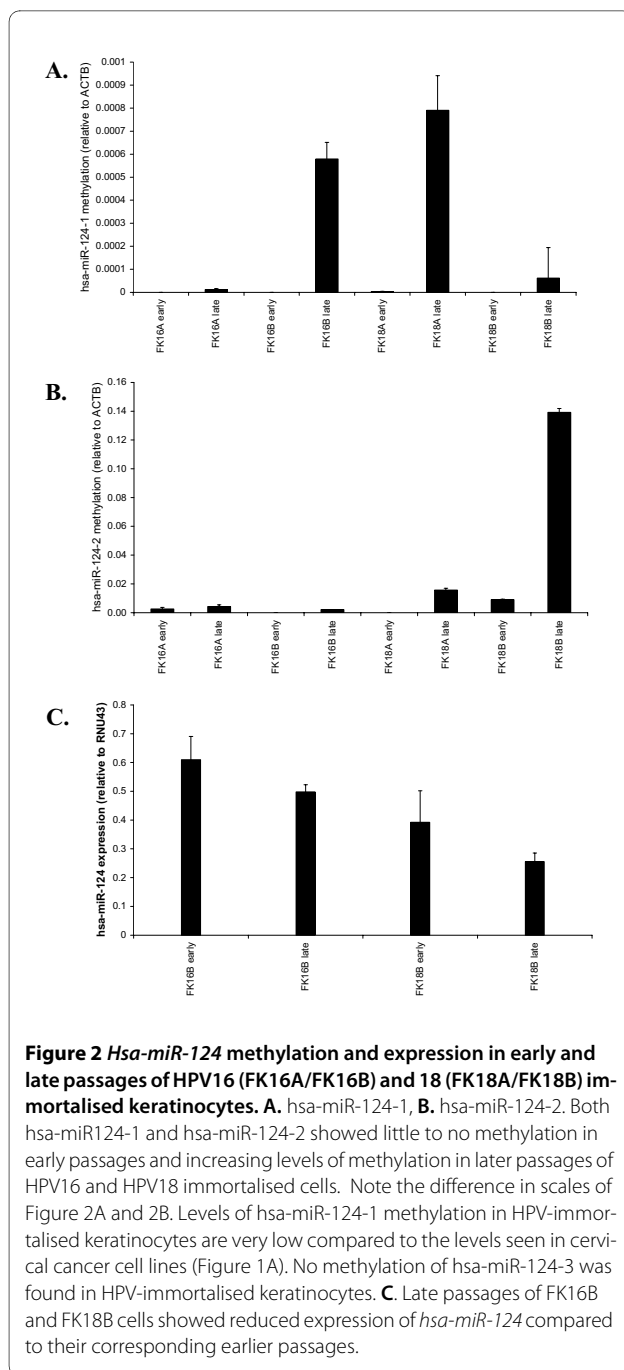 A.
hsa-miR-124-1 methylation (relative to ACTB)
0.001
0.0009
0.0008
0.0007
0.0006
0.0005
0.0004
0.0003
0.0002
0.0001
0
FK16A early
FK16A late
FK16B early
FK16B late
FK18A early
FK18A late
FK18B early
FK18B late
B.
hsa-miR-124-2 methylation (relative to ACTB)
0.16
0.14
0.12
0.10
0.08
0.06
0.04
0.02
0.00
FK16A early
FK16A late
FK16B early
FK16B late
FK18A early
FK18A late
FK18B early
FK18B late
C.
hsa-miR-124 expression (relative to RNU43)
0.8
0.7
0.6
0.5
0.4
0.3
0.2
0.1
0
FK16B early
FK16B late
FK18B early
FK18B late
Figure 2 Hsa-miR-124 methylation and expression in early and
late passages of HPV16 (FK16A/FK16B) and 18 (FK18A/FK18B) im-
mortalised keratinocytes. A. hsa-miR-124-1, B. hsa-miR-124-2. Both
hsa-miR124-1 and hsa-miR-124-2 showed little to no methylation in
early passages and increasing levels of methylation in later passages of
HPV16 and HPV18 immortalised cells. Note the difference in scales of
Figure 2A and 2B. Levels of hsa-miR-124-1 methylation in HPV-immor-
talised keratinocytes are very low compared to the levels seen in cervi-
cal cancer cell lines (Figure 1A). No methylation of hsa-miR-124-3 was
found in HPV-immortalised keratinocytes. C. Late passages of FK16B
and FK18B cells showed reduced expression of hsa-miR-124 compared
to their corresponding earlier passages.